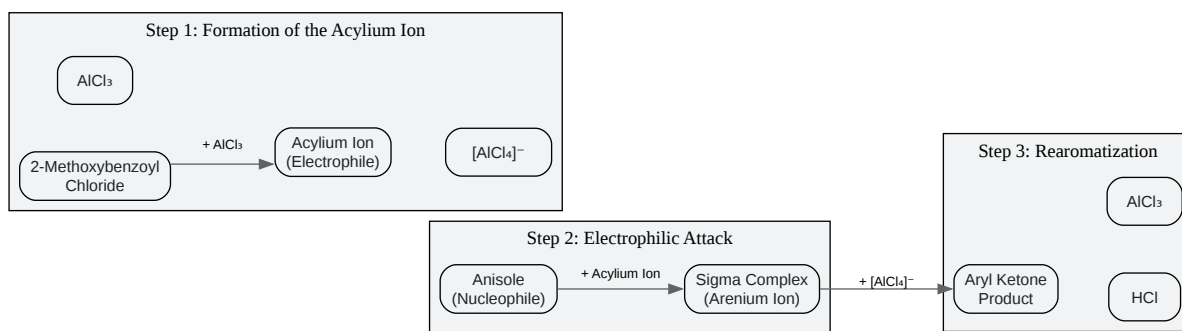 Step 1: Formation of the Acylium Ion
AlCl₃
2-Methoxybenzoyl
Chloride
+ AlCl₃
Acylium Ion
(Electrophile)
[AlCl₄]⁻
Step 2: Electrophilic Attack
Anisole
(Nucleophile)
+ Acylium Ion
Sigma Complex
(Arenium Ion)
+ [AlCl₄]⁻
Step 3: Rearomatization
AlCl₃
Aryl Ketone
Product
HCl